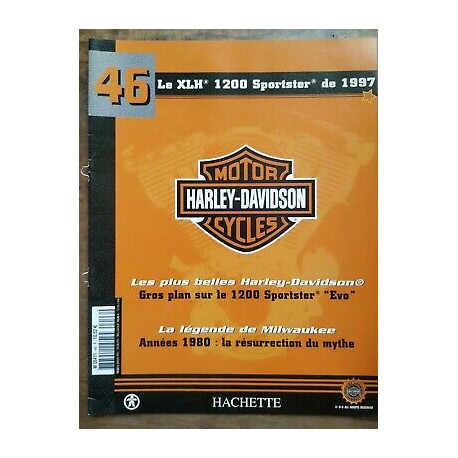 46
Le XLH® 1200 Sportster® de 1997
MOTOR
HARLEY-DAVIDSON
CYCLES
Les plus belles Harley-Davidson®
Gros plan sur le 1200 Sportster® "Evo"
La légende de Milwaukee
Années 1980 : la résurrection du mythe
HACHETTE